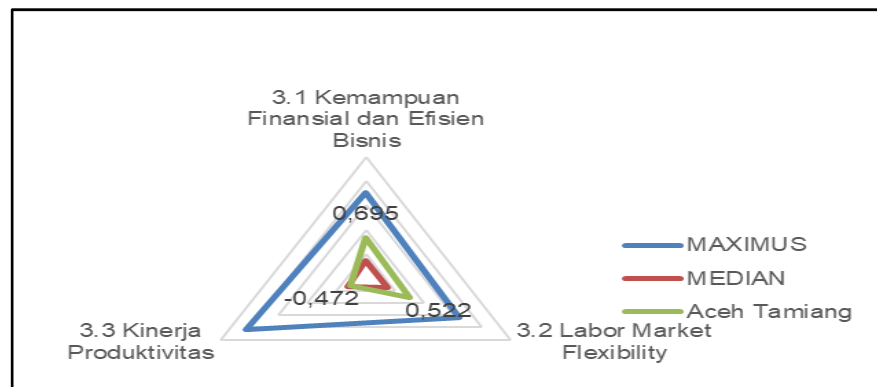 3.1 Kemampuan
Finansial dan Efisien
Bisnis
0,695
-0,472
0,522
3.3 Kinerja
Produktivitas
3.2 Labor Market
Flexibility
MAXIMUS
MEDIAN
Aceh Tamiang